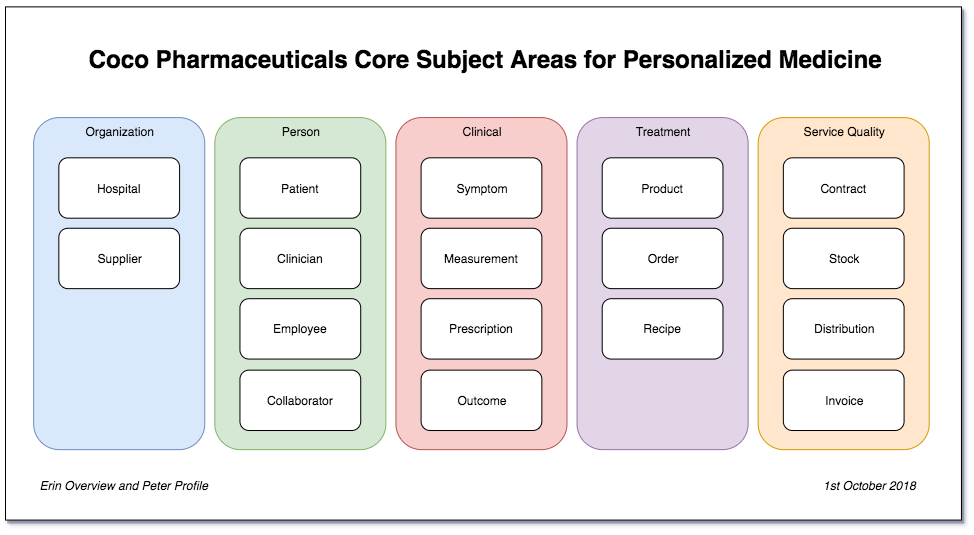 Coco Pharmaceuticals Core Subject Areas for Personalized Medicine
Organization
Hospital
Supplier
Person
Patient
Clinician
Employee
Collaborator
Clinical
Symptom
Measurement
Prescription
Outcome
Treatment
Product
Order
Recipe
Service Quality
Contract
Stock
Distribution
Invoice
Erin Overview and Peter Profile
1st October 2018